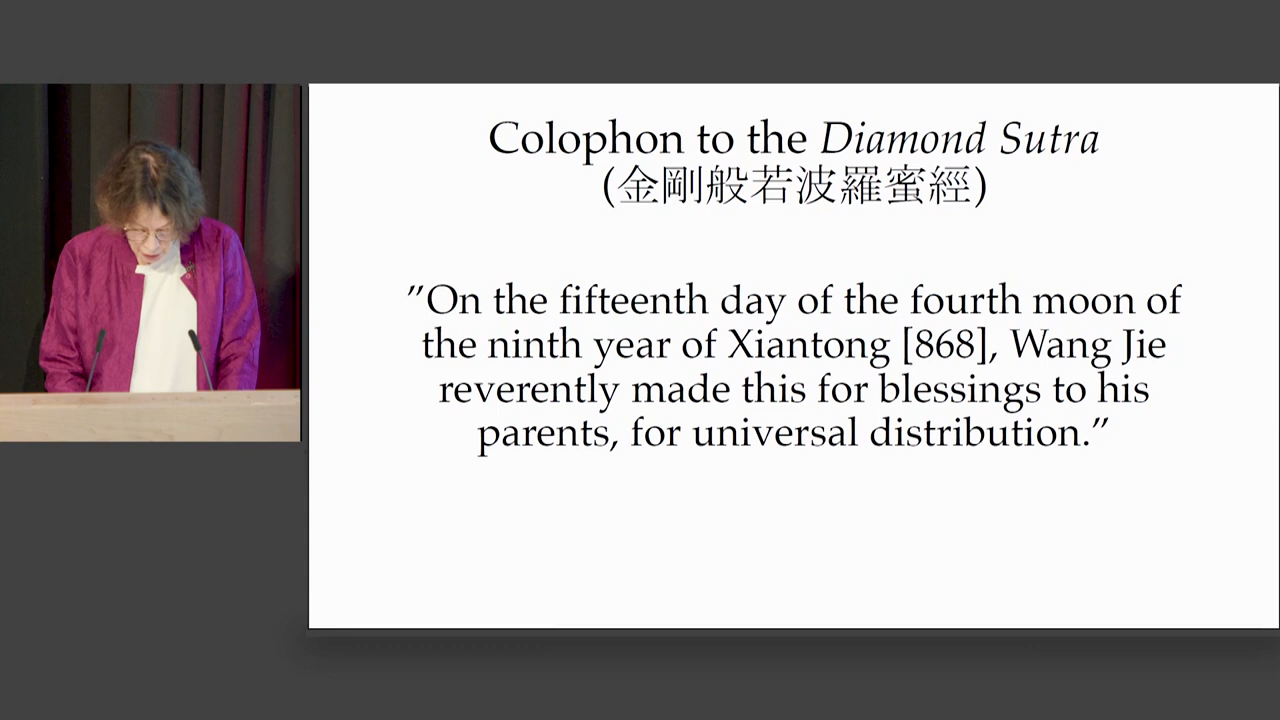 Colophon to the Diamond Sutra
(金剛般若波羅蜜經)
”On the fifteenth day of the fourth moon of
the ninth year of Xiantong [868], Wang Jie
reverently made this for blessings to his
parents, for universal distribution.”